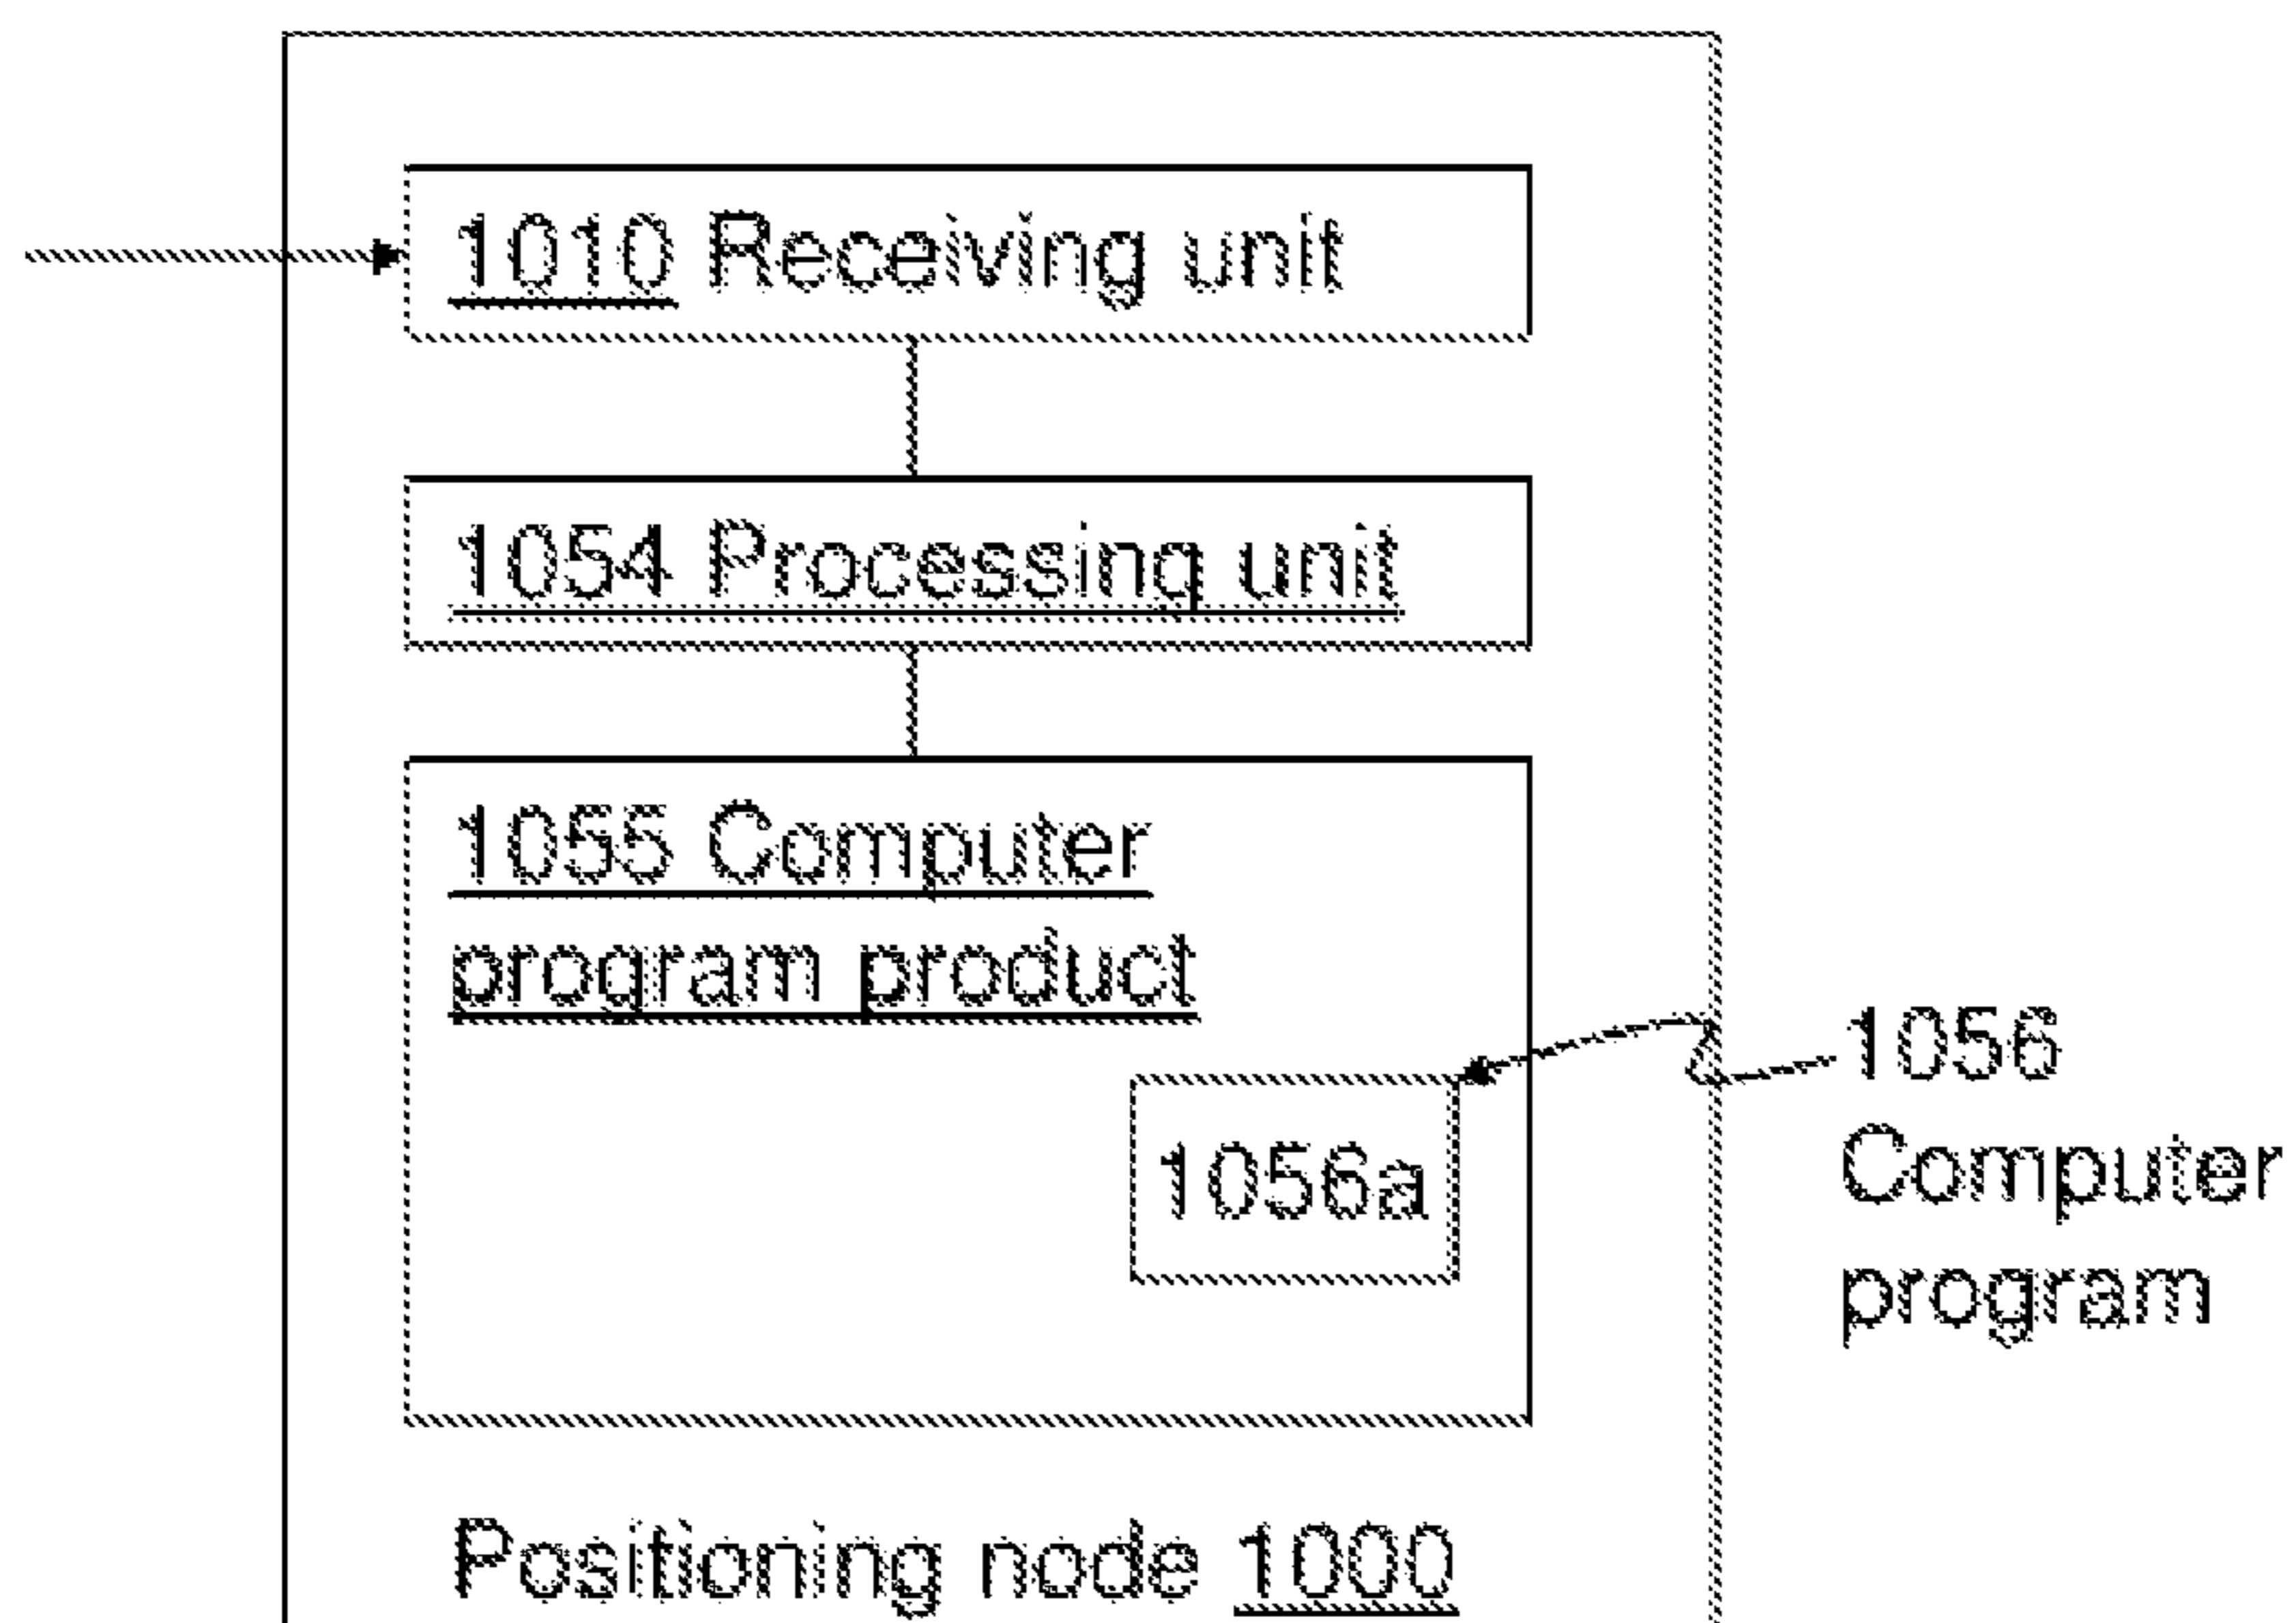 1010 Receiving unit
1054 Processing unit
1055 Computer
program product
1056a
1056
Computer
program
Positioning node 1000